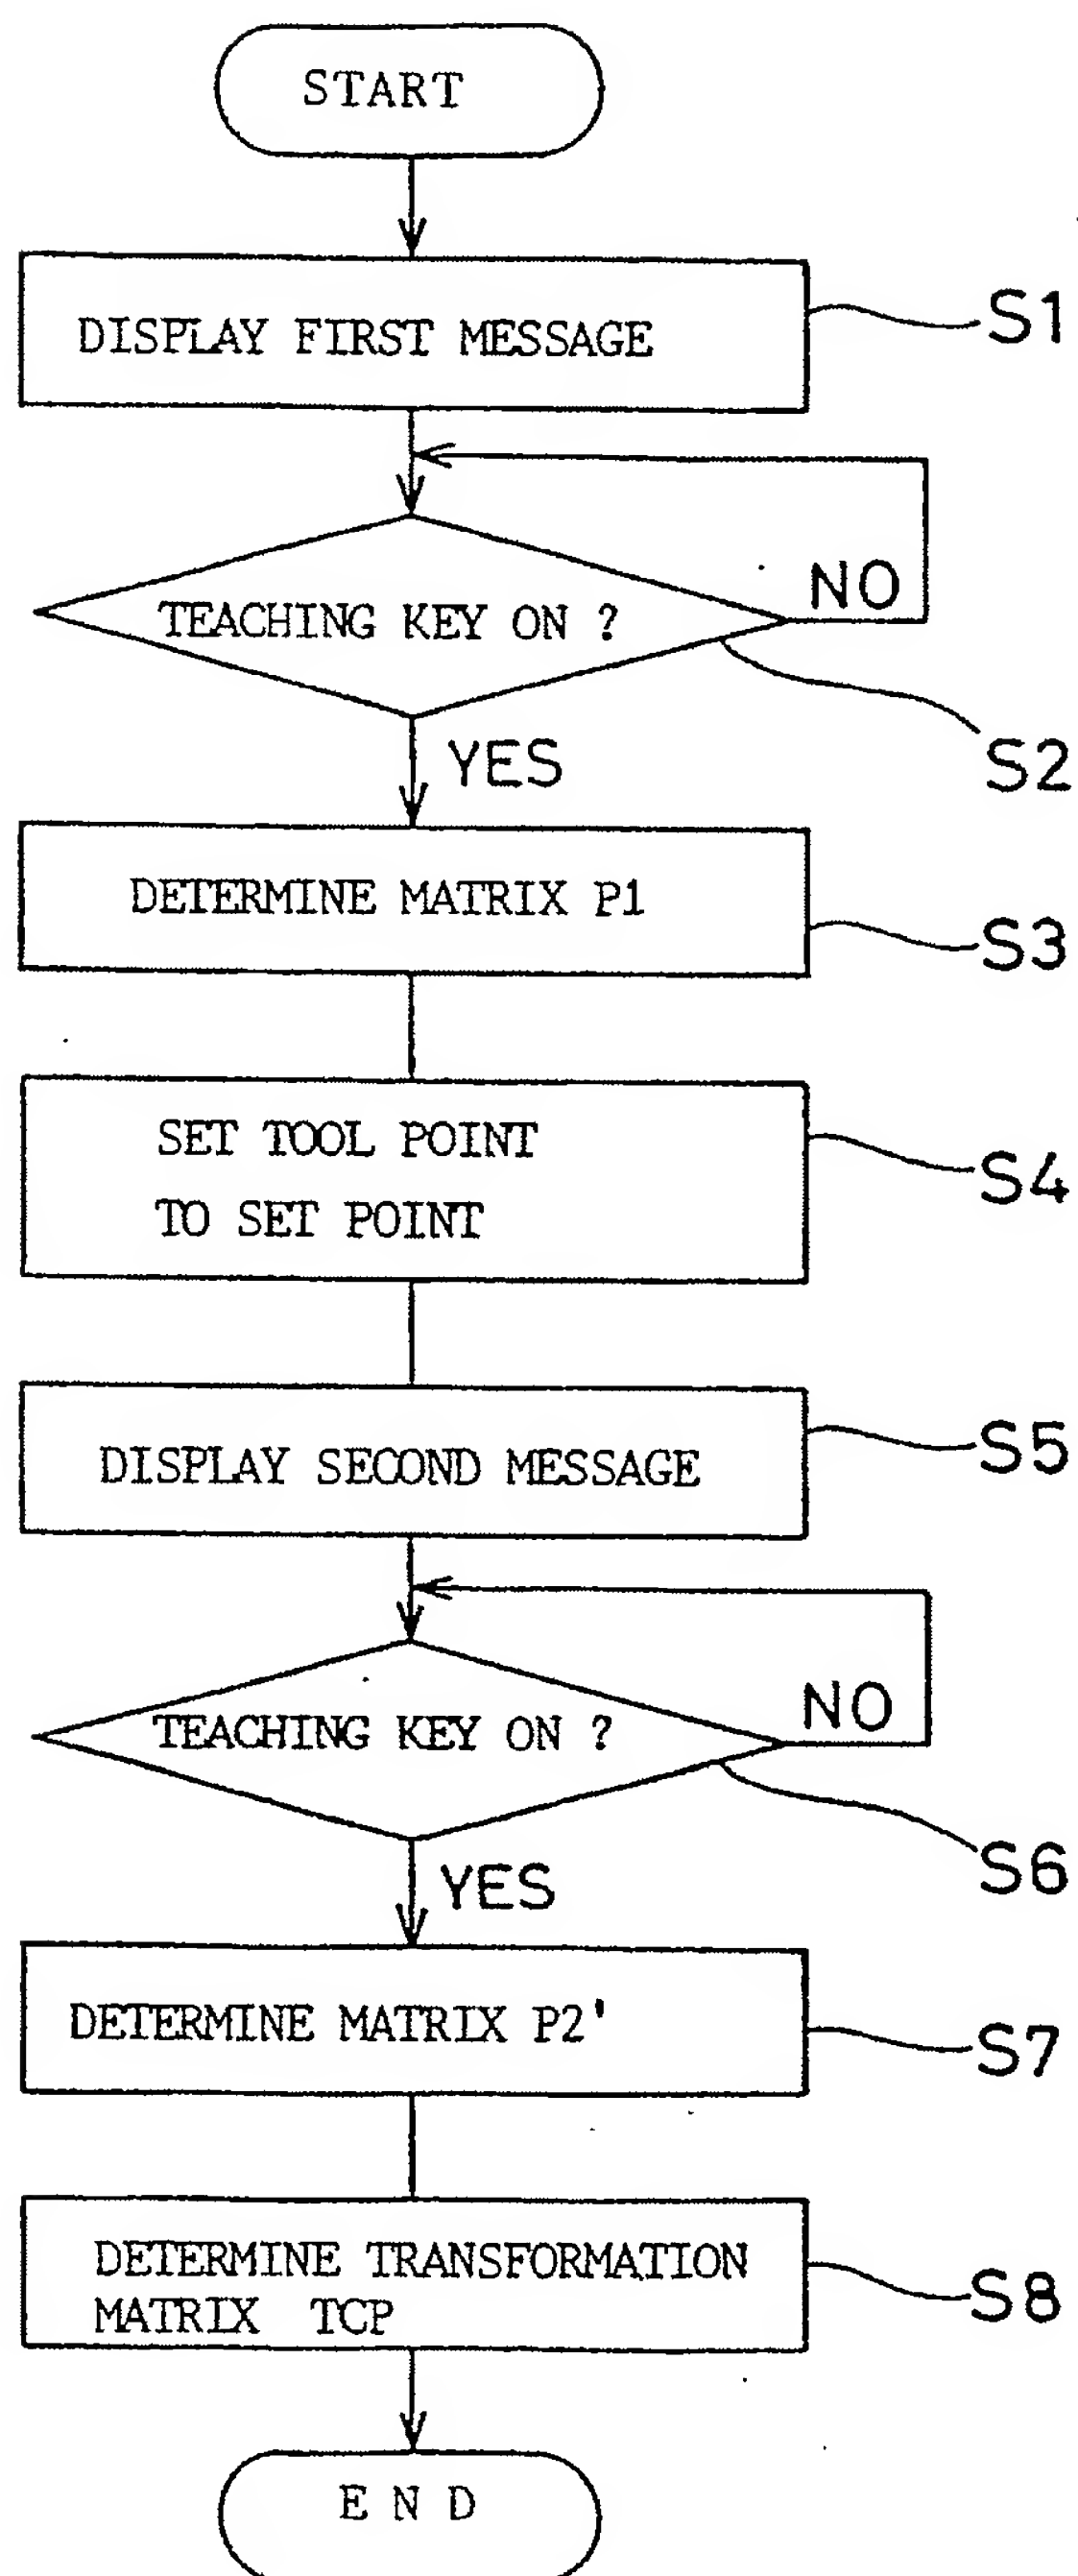 START
DISPLAY FIRST MESSAGE
S1
TEACHING KEY ON ?
NO
S2
YES
DETERMINE MATRIX P1
S3
SET TOOL POINT
TO SET POINT
S4
DISPLAY SECOND MESSAGE
S5
TEACHING KEY ON ?
NO
S6
YES
DETERMINE MATRIX P2'
S7
DETERMINE TRANSFORMATION
MATRIX TCP
S8
E N D